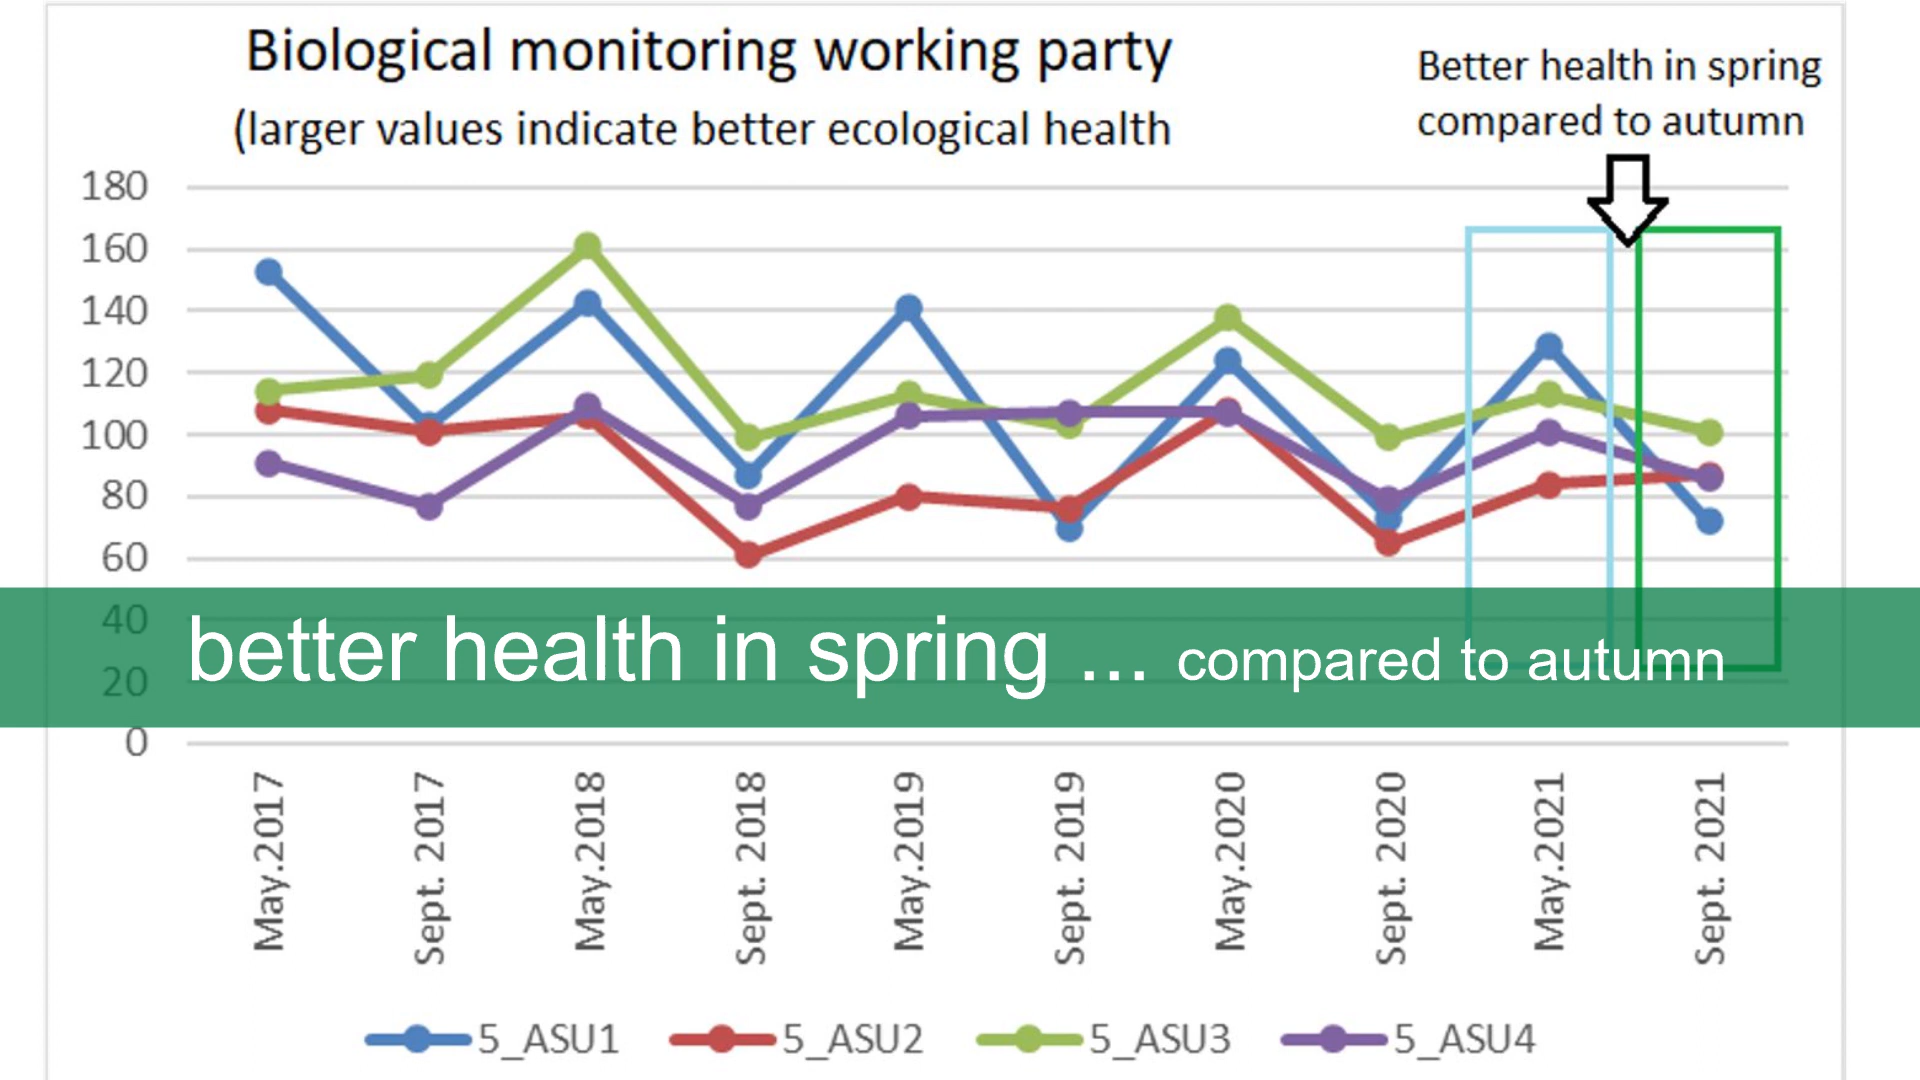 Biological monitoring working party
(larger values indicate better ecological health
Better health in spring
compared to autumn
180
160
140
120
100
80
60
40
20
0
better health in spring ... compared to autumn
May.2017
Sept. 2017
May.2018
Sept. 2018
May.2019
Sept. 2019
May.2020
Sept. 2020
May.2021
Sept. 2021
5_ASU1 5_ASU2 5_ASU3 5_ASU4